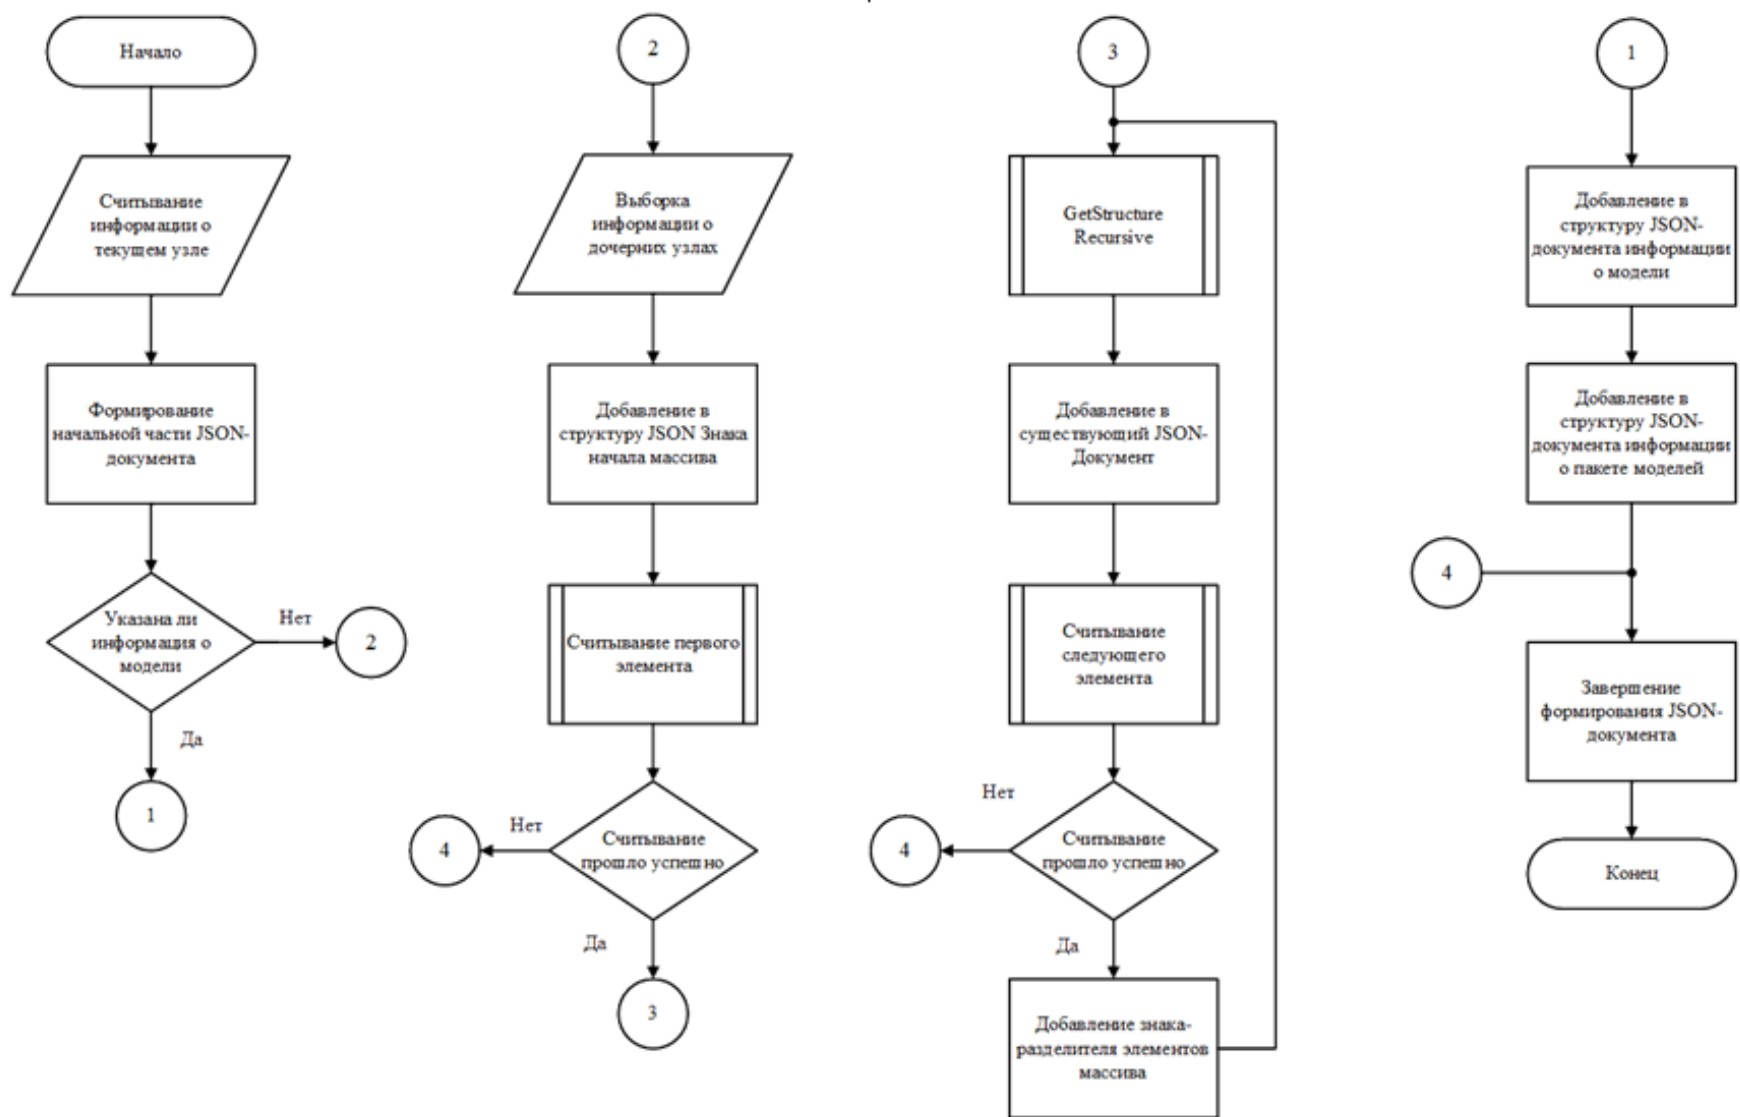 Начало
Считывание
информации о
текущем узле
Формирование
начальной части JSON-
документа
Указана ли
информация о
модели
Нет
2
Да
1
2
Выборка
информации о
дочерних узлах
Добавление в
структуру JSON Знака
начала массива
Считывание первого
элемента
Считывание
прошло успешно
Нет
4
Да
3
3
GetStructure
Recursive
Добавление в
существующий JSON-
Документ
Считывание
следующего
элемента
Считывание
прошло успешно
Нет
4
Да
Добавление знака-
разделителя элементов
массива
1
Добавление в
структуру JSON-
документа информации
о модели
Добавление в
структуру JSON-
документа информации
о пакете моделей
4
Завершение
формирования JSON-
документа
Конец